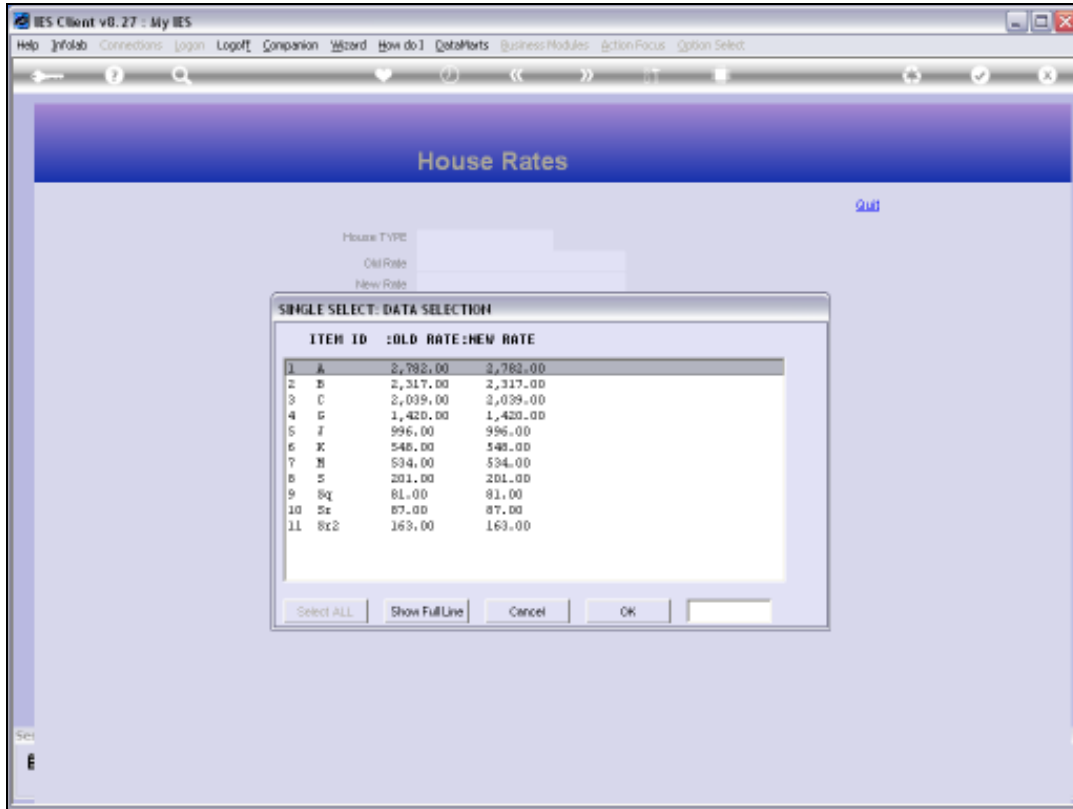 IES Client v8.27 : My IES
Help Infolab Connections Logon Logoff Companion Wizard How do I DataMarts Business Modules Action Focus Option Select
House Rates
Quit
House TYPE
Old Rate
New Rate
SINGLE SELECT: DATA SELECTION
ITEM ID :OLD RATE:NEW RATE
1 A 2,782.00 2,782.00
2 B 2,317.00 2,317.00
3 C 2,039.00 2,039.00
4 G 1,420.00 1,420.00
5 J 996.00 996.00
6 K 548.00 548.00
7 M 534.00 534.00
8 S 201.00 201.00
9 Sq 81.00 81.00
10 Sr 87.00 87.00
11 Sr2 163.00 163.00
Select ALL Show Full Line Cancel OK